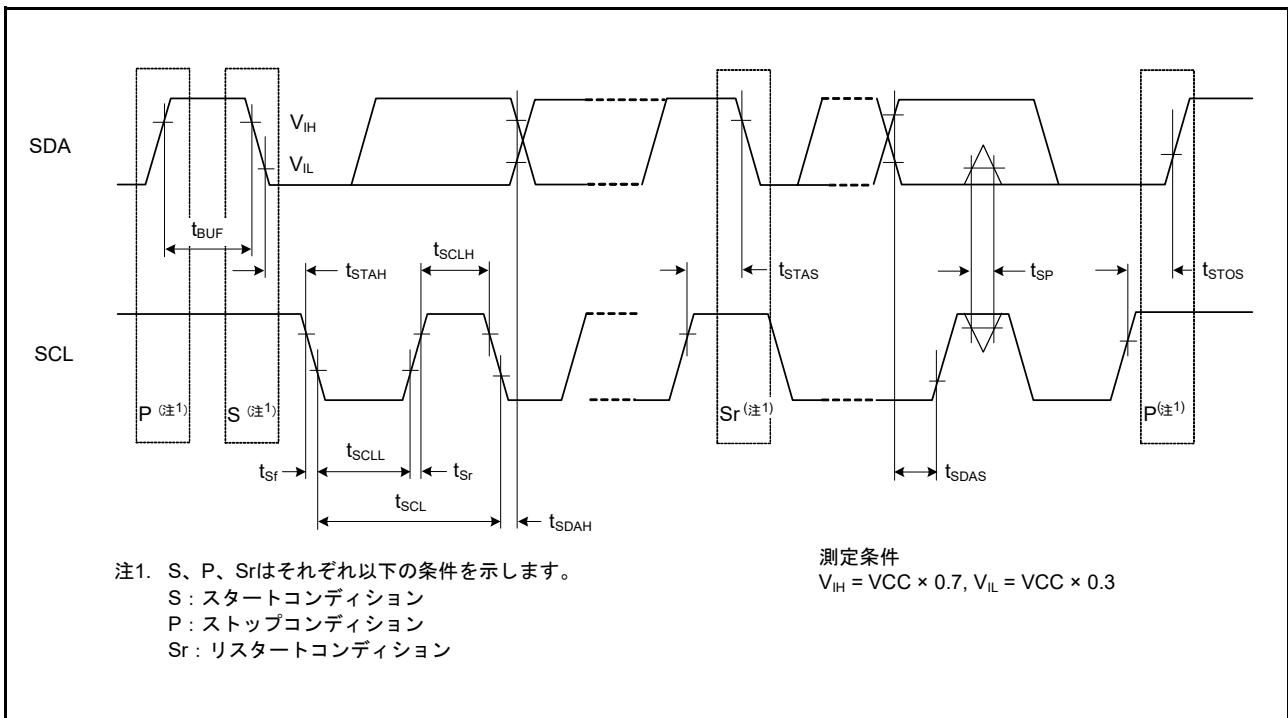 SDA
V_IH
V_IL
t_BUF
t_STAH
t_SCLH
t_STAS
t_SP
t_STOS
SCL
P (注1)
S (注1)
Sr (注1)
P (注1)
t_Sf
t_SCLL
t_Sr
t_SDAS
t_SCL
t_SDAH
注1. S、P、Srはそれぞれ以下の条件を示します。
S：スタートコンディション
P：ストップコンディション
Sr：リスタートコンディション
測定条件
V_IH = VCC × 0.7, V_IL = VCC × 0.3